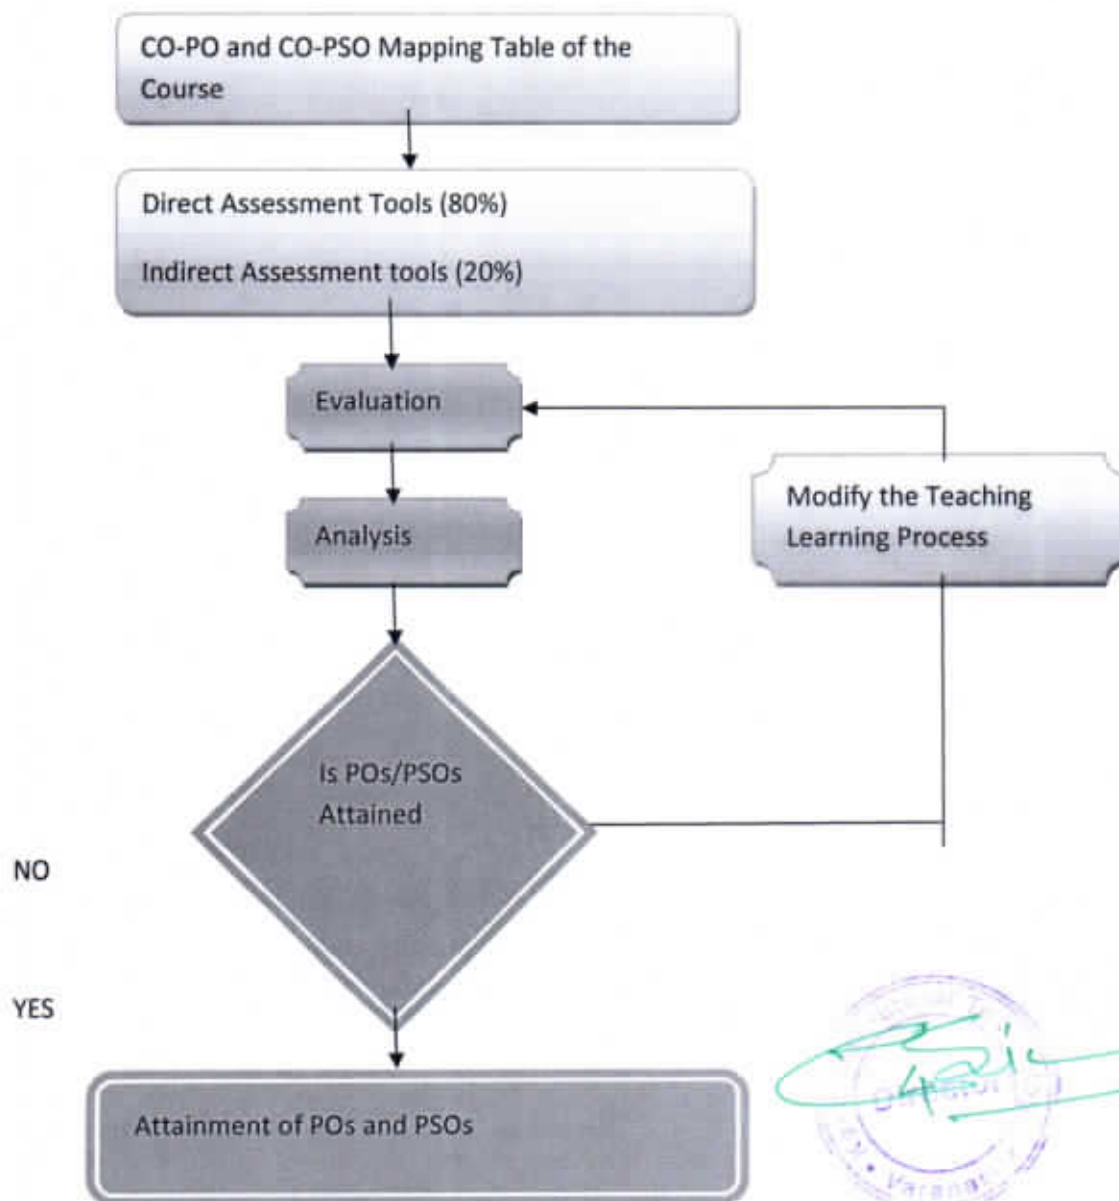 CO-PO and CO-PSO Mapping Table of the
Course
Direct Assessment Tools (80%)
Indirect Assessment tools (20%)
Evaluation
Modify the Teaching
Learning Process
Analysis
Is POs/PSOs
Attained
NO
YES
Attainment of POs and PSOs